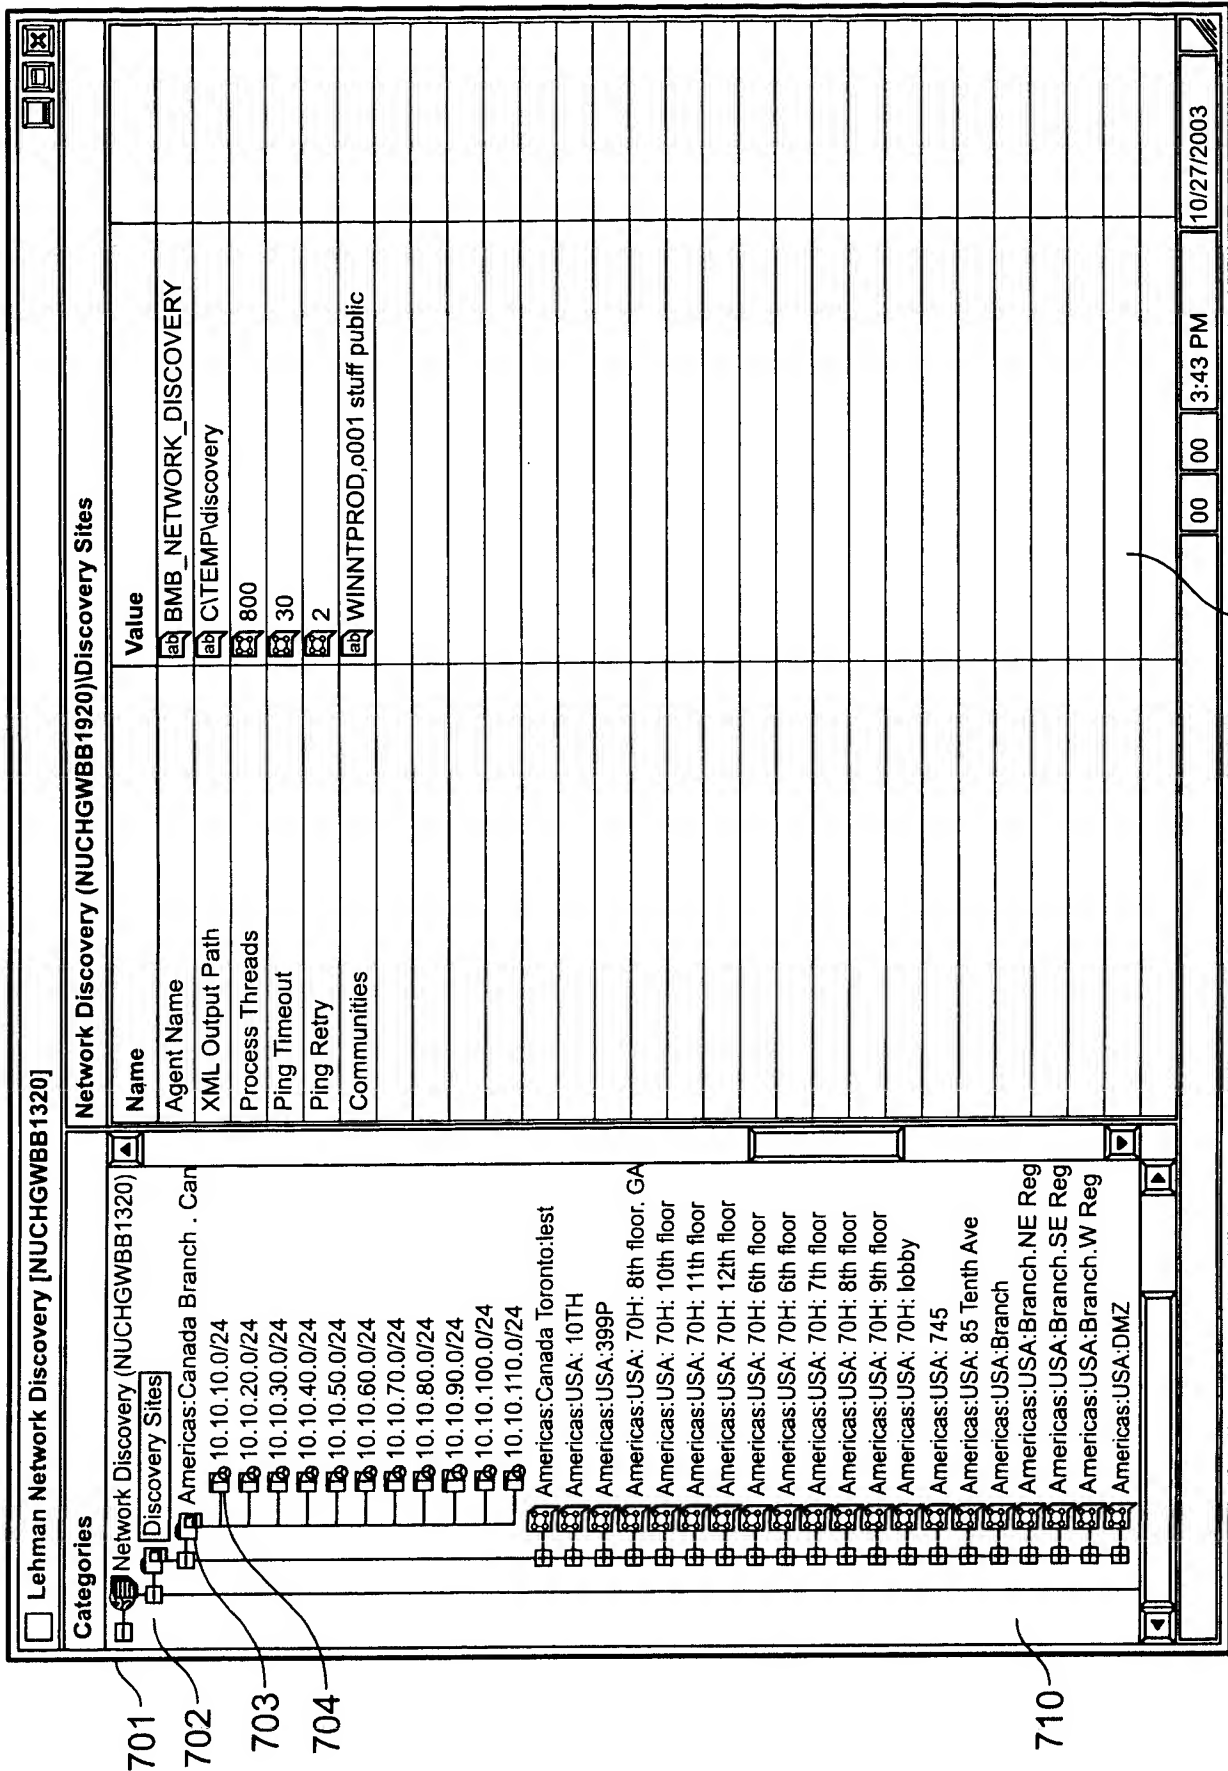 Lehman Network Discovery [NUCHGWBB1320]
Categories
Network Discovery (NUCHGWBB1920)\Discovery Sites
Network Discovery (NUCHGWBB1320)
Discovery Sites
Americas:Canada Branch . Can
10.10.10.0/24
10.10.20.0/24
10.10.30.0/24
10.10.40.0/24
10.10.50.0/24
10.10.60.0/24
10.10.70.0/24
10.10.80.0/24
10.10.90.0/24
10.10.100.0/24
10.10.110.0/24
Americas:Canada Toronto:lest
Americas:USA: 10TH
Americas:USA:399P
Americas:USA: 70H: 8th floor. GA
Americas:USA: 70H: 10th floor
Americas:USA: 70H: 11th floor
Americas:USA: 70H: 12th floor
Americas:USA: 70H: 6th floor
Americas:USA: 70H: 6th floor
Americas:USA: 70H: 7th floor
Americas:USA: 70H: 8th floor
Americas:USA: 70H: 9th floor
Americas:USA: 70H: lobby
Americas:USA: 745
Americas:USA: 85 Tenth Ave
Americas:USA:Branch
Americas:USA:Branch.NE Reg
Americas:USA:Branch.SE Reg
Americas:USA:Branch.W Reg
Americas:USA:DMZ
Name Value
Agent Name ab BMB_NETWORK_DISCOVERY
XML Output Path ab C\TEMP\discovery
Process Threads 800
Ping Timeout 30
Ping Retry 2
Communities ab WINNTPROD,o001 stuff public
00 00 3:43 PM 10/27/2003
701
702
703
704
710